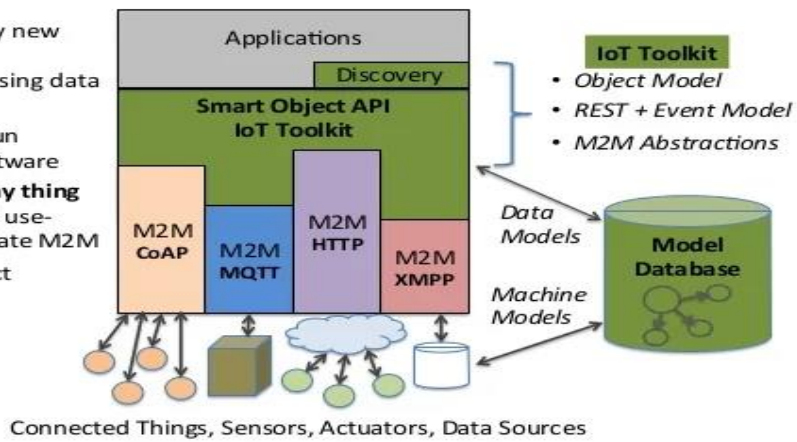 y new
sing data
un
tware
ny thing
use-
ate M2M
ct
Applications
Discovery
Smart Object API
IoT Toolkit
M2M
CoAP
M2M
MQTT
M2M
HTTP
M2M
XMPP
IoT Toolkit
• Object Model
• REST + Event Model
• M2M Abstractions
Data
Models
Machine
Models
Model
Database
Connected Things, Sensors, Actuators, Data Sources